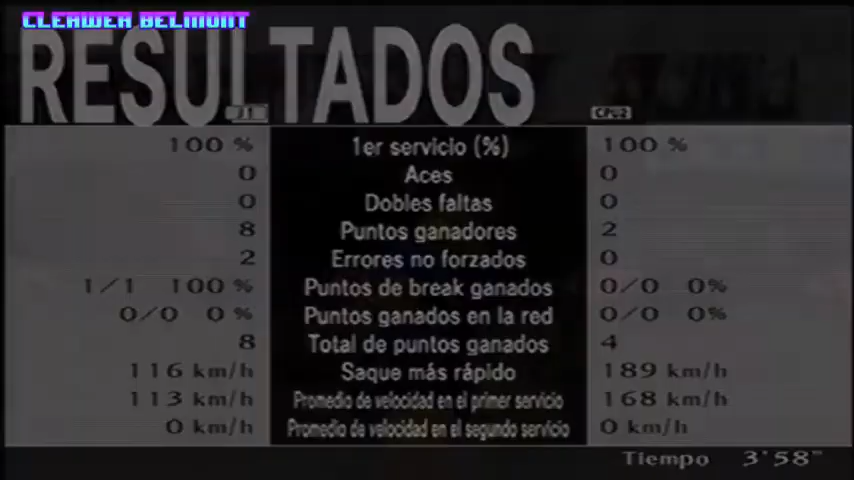 CLEAWEA BELMONT
RESULTADOS
J1 CPU2
100 % 1er servicio (%) 100 %
0 Aces 0
0 Dobles faltas 0
8 Puntos ganadores 2
2 Errores no forzados 0
1/1 100 % Puntos de break ganados 0/0 0%
0/0 0 % Puntos ganados en la red 0/0 0%
8 Total de puntos ganados 4
116 km/h Saque más rápido 189 km/h
113 km/h Promedio de velocidad en el primer servicio 168 km/h
0 km/h Promedio de velocidad en el segundo servicio 0 km/h
Tiempo 3'58"